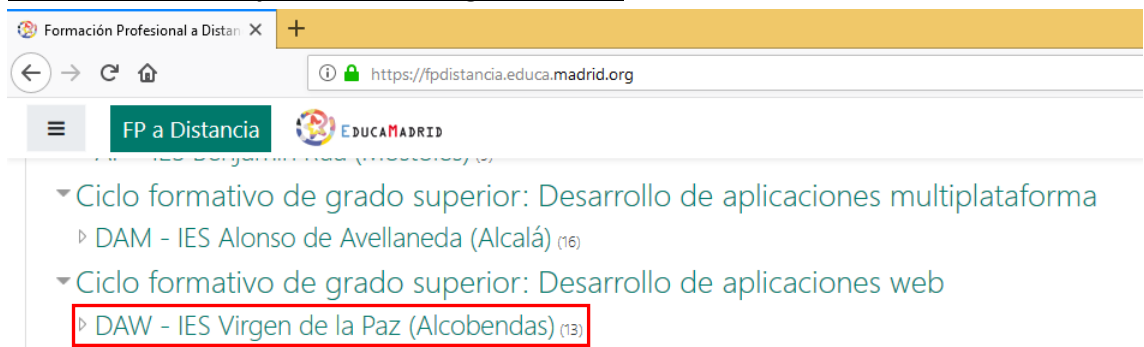 Formación Profesional a Distan
https://fpdistancia.educa.madrid.org
FP a Distancia
EDUCAMADRID
Ciclo formativo de grado superior: Desarrollo de aplicaciones multiplataforma
DAM - IES Alonso de Avellaneda (Alcalá) (16)
Ciclo formativo de grado superior: Desarrollo de aplicaciones web
DAW - IES Virgen de la Paz (Alcobendas) (13)